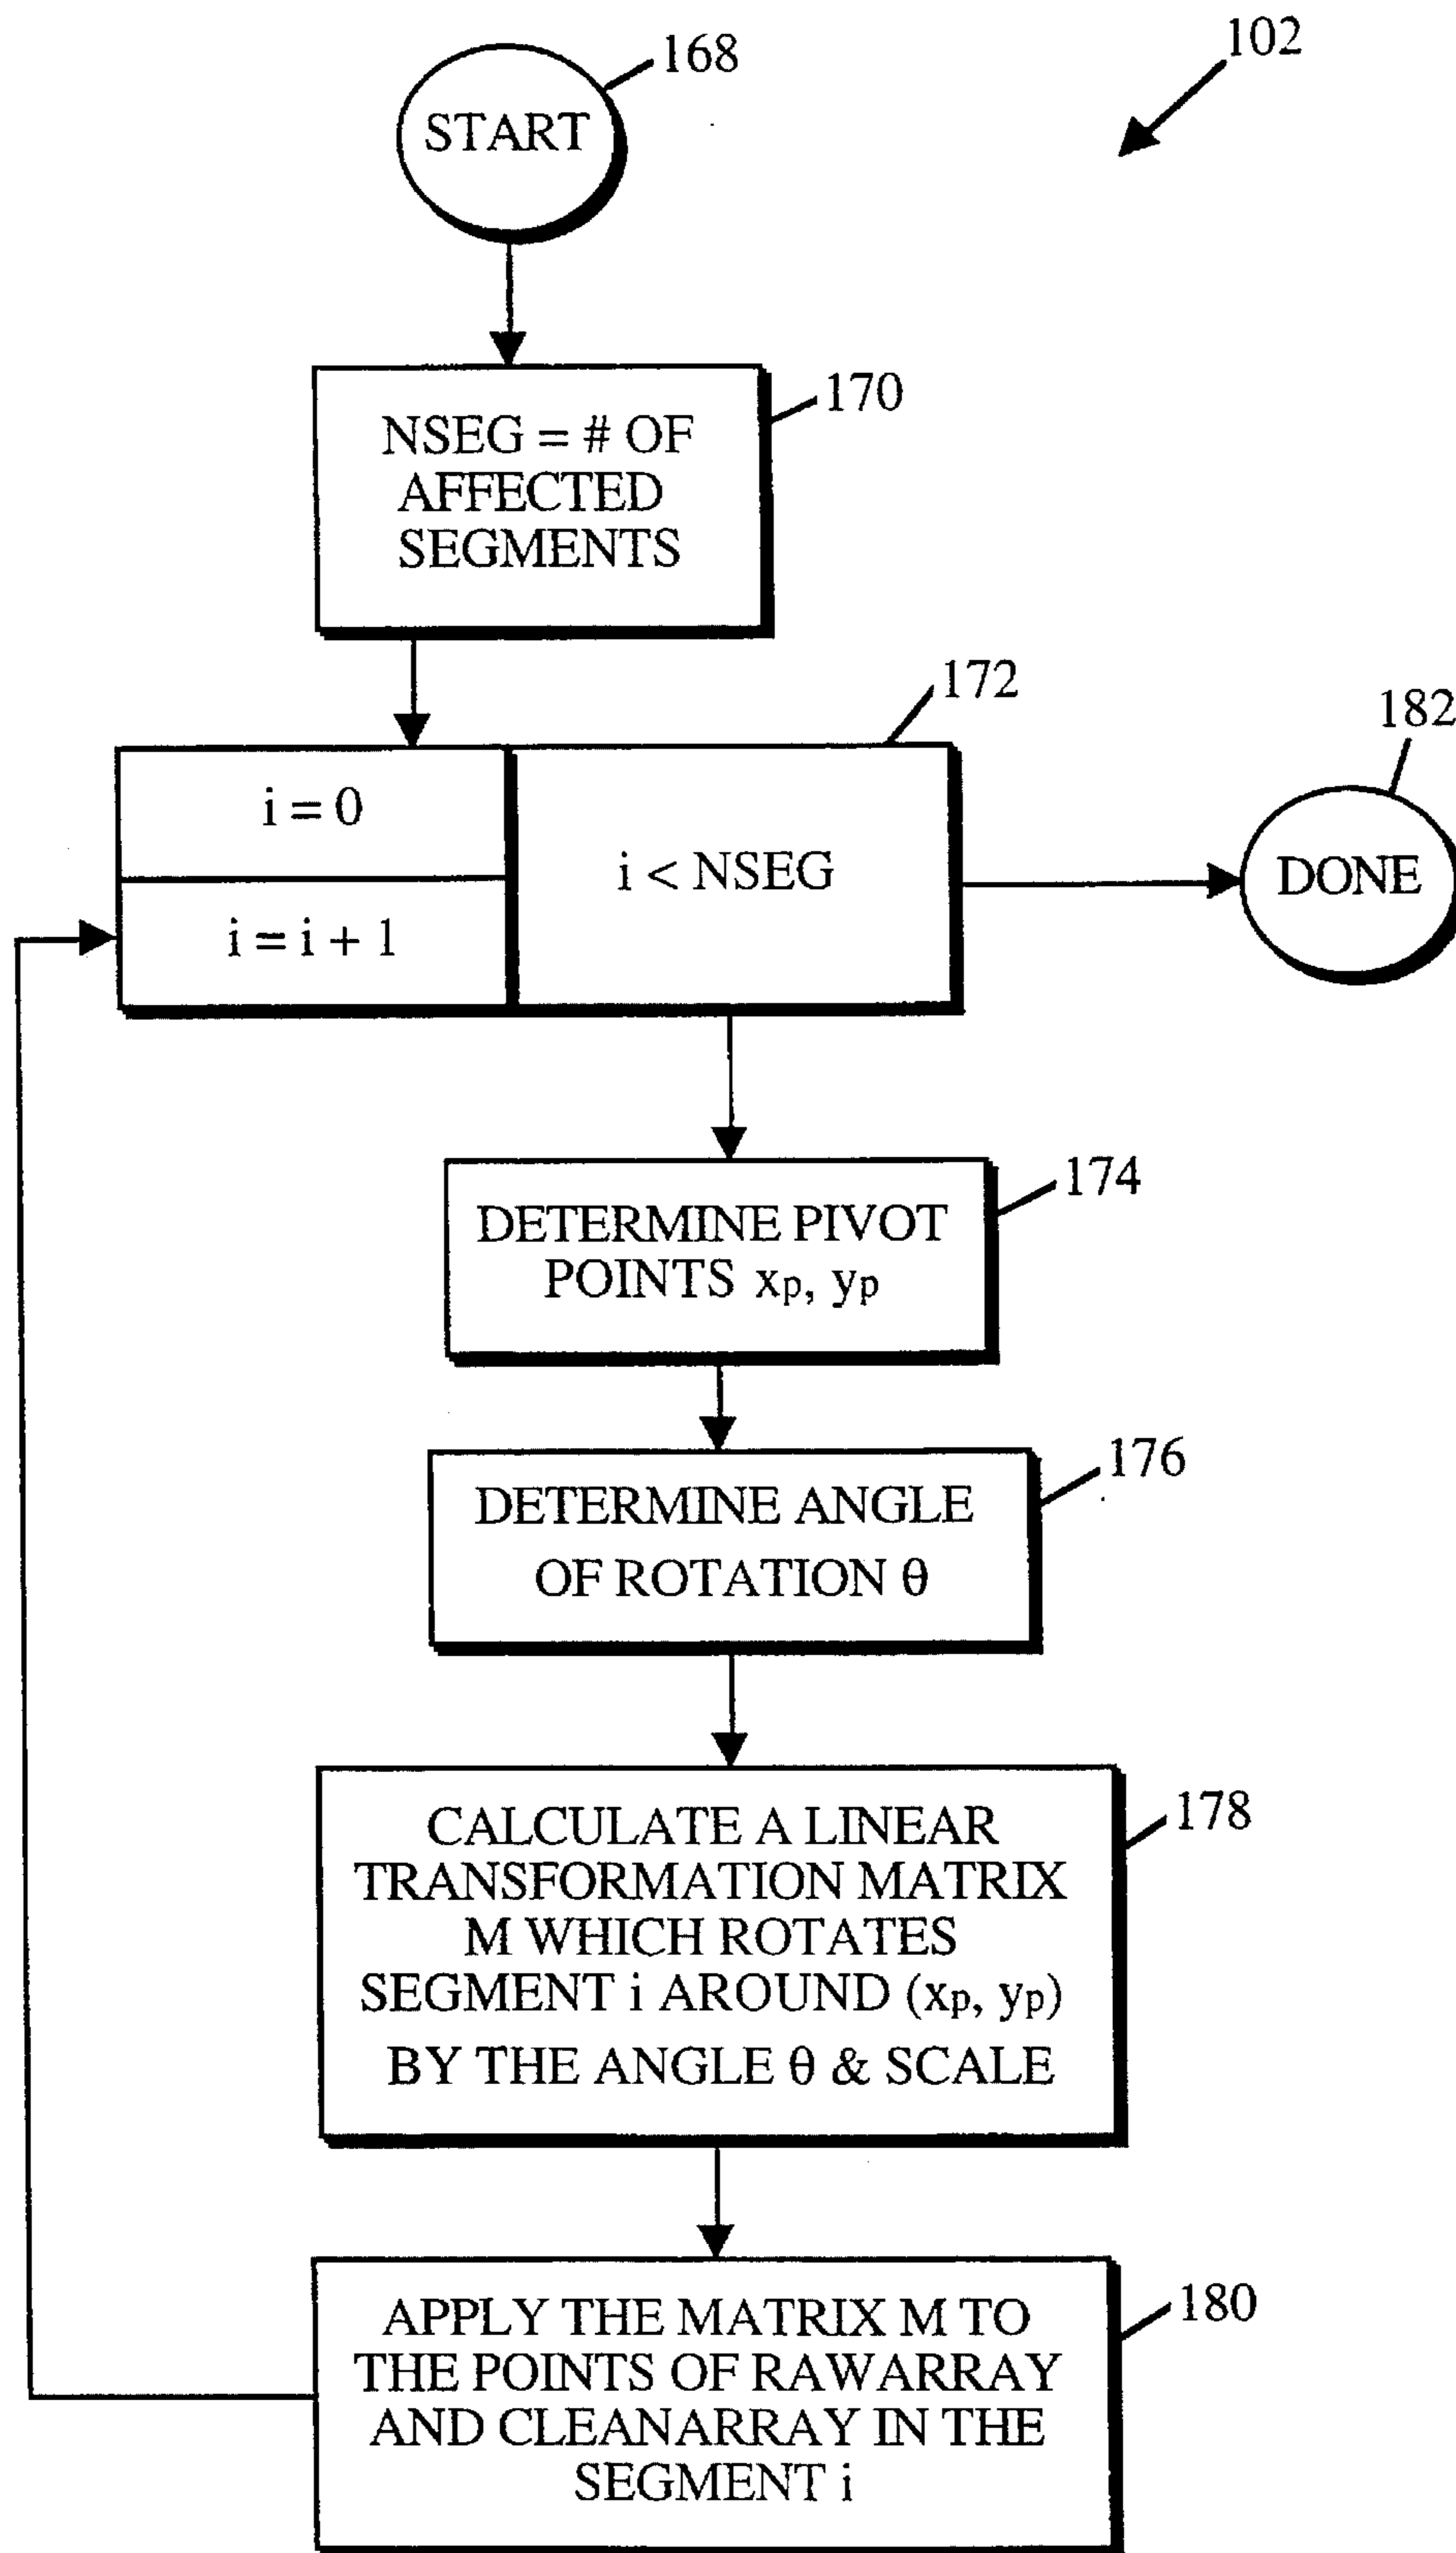 102
168
START
170
NSEG = # OF
AFFECTED
SEGMENTS
172
182
i = 0
i < NSEG
DONE
i = i + 1
174
DETERMINE PIVOT
POINTS xp, yp
176
DETERMINE ANGLE
OF ROTATION θ
178
CALCULATE A LINEAR
TRANSFORMATION MATRIX
M WHICH ROTATES
SEGMENT i AROUND (xp, yp)
BY THE ANGLE θ & SCALE
180
APPLY THE MATRIX M TO
THE POINTS OF RAWARRAY
AND CLEANARRAY IN THE
SEGMENT i